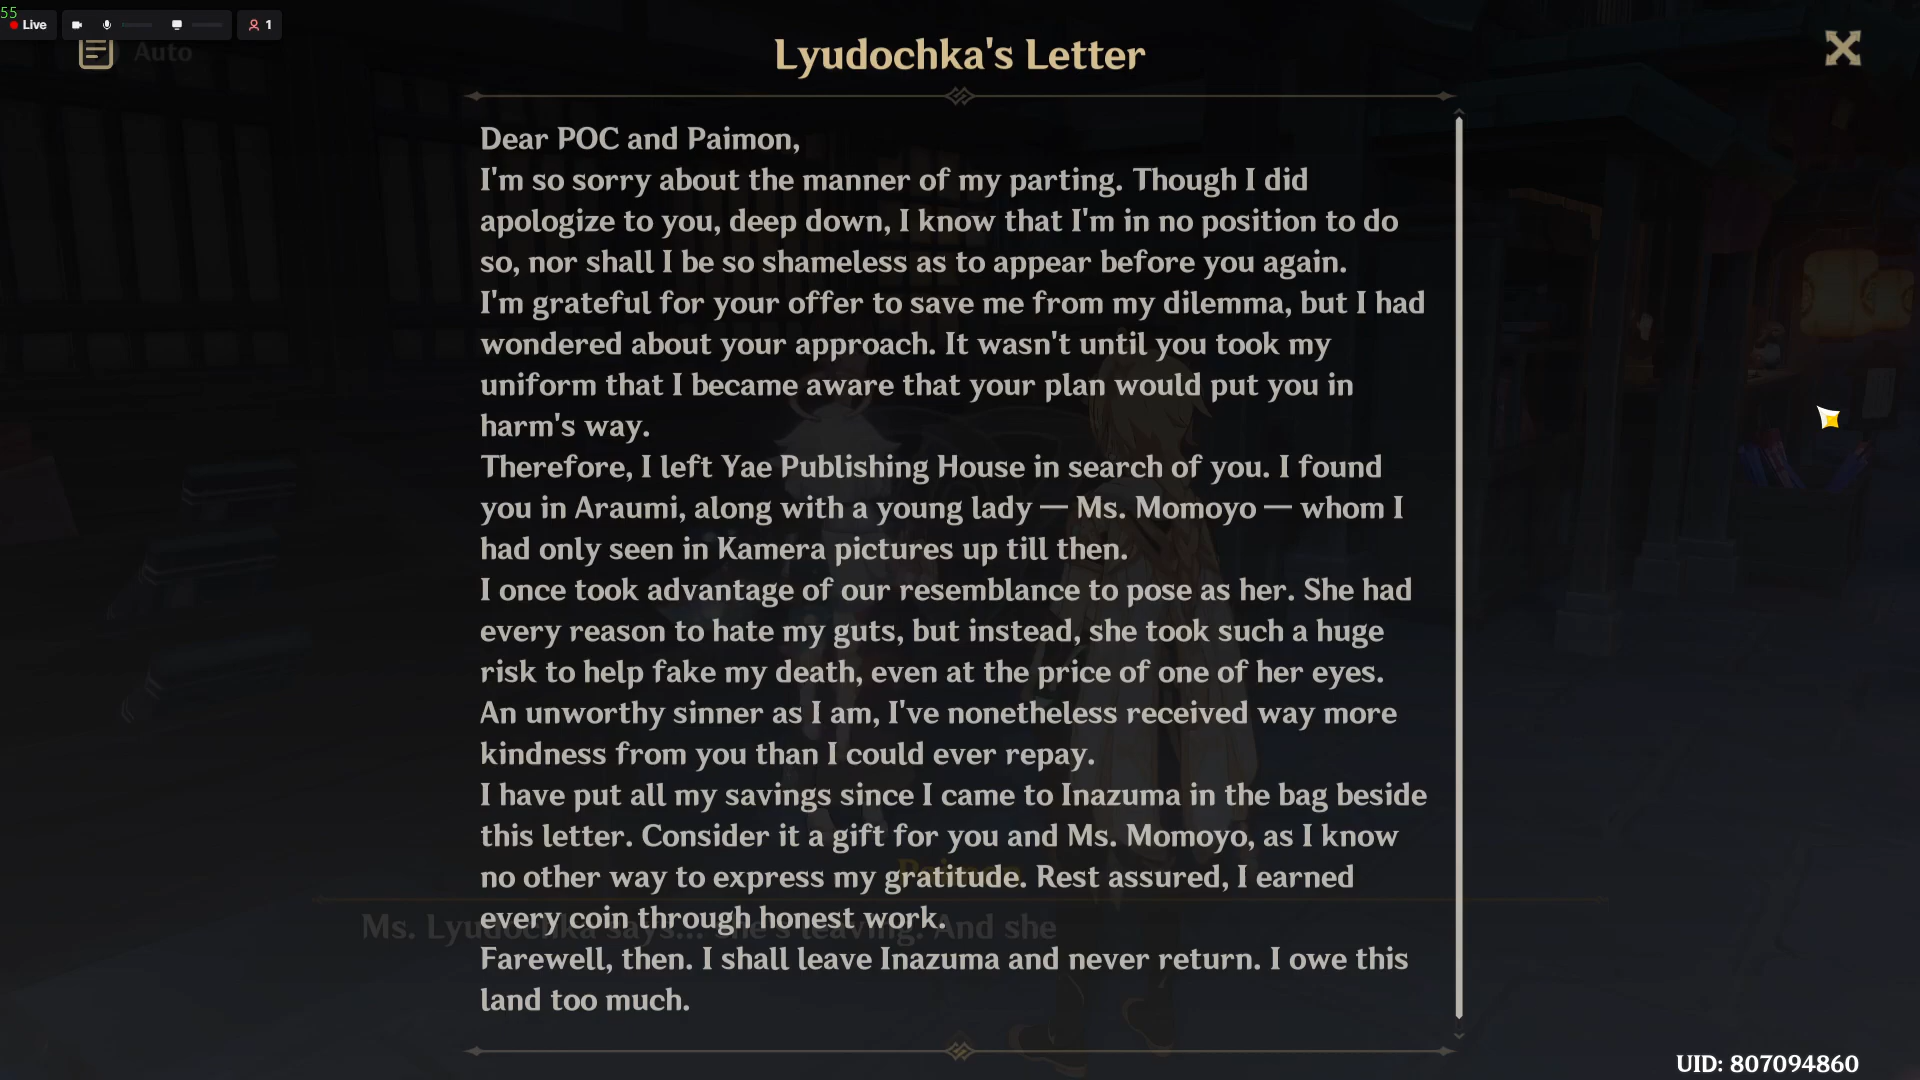 55
Live
1
Auto
Lyudochka's Letter
Dear POC and Paimon,
I'm so sorry about the manner of my parting. Though I did
apologize to you, deep down, I know that I'm in no position to do
so, nor shall I be so shameless as to appear before you again.
I'm grateful for your offer to save me from my dilemma, but I had
wondered about your approach. It wasn't until you took my
uniform that I became aware that your plan would put you in
harm's way.
Therefore, I left Yae Publishing House in search of you. I found
you in Araumi, along with a young lady — Ms. Momoyo — whom I
had only seen in Kamera pictures up till then.
I once took advantage of our resemblance to pose as her. She had
every reason to hate my guts, but instead, she took such a huge
risk to help fake my death, even at the price of one of her eyes.
An unworthy sinner as I am, I've nonetheless received way more
kindness from you than I could ever repay.
I have put all my savings since I came to Inazuma in the bag beside
this letter. Consider it a gift for you and Ms. Momoyo, as I know
no other way to express my gratitude. Rest assured, I earned
every coin through honest work.
Farewell, then. I shall leave Inazuma and never return. I owe this
land too much.
Paimon
Ms. Lyudochka says... she's leaving. And she
UID: 807094860